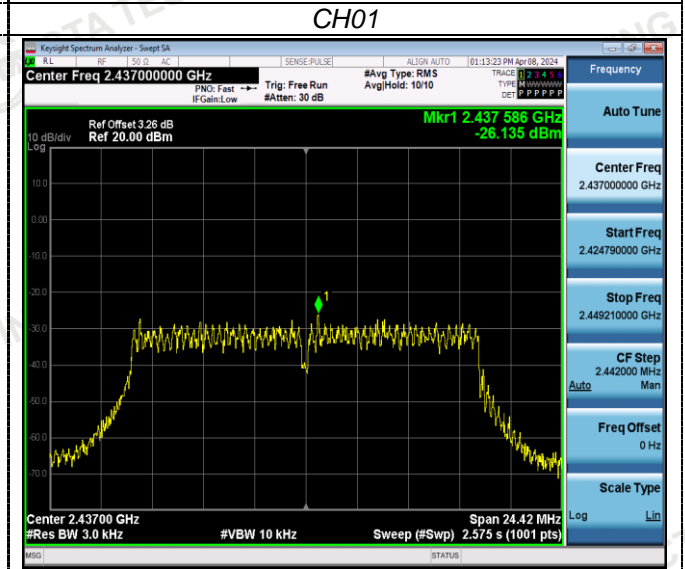 CH01
Keysight Spectrum Analyzer - Swept SA
RL RF 50 Ω AC SENSE:PULSE ALIGN AUTO 01:13:23 PM Apr 08, 2024
Center Freq 2.437000000 GHz
PNO: Fast
IFGain:Low
Trig: Free Run
#Atten: 30 dB
#Avg Type: RMS
Avg|Hold: 10/10
TRACE 1 2 3 4 5 6
TYPE M WWWWW
DET P P P P P P
Frequency
Auto Tune
Center Freq
2.437000000 GHz
Start Freq
2.424790000 GHz
Stop Freq
2.449210000 GHz
CF Step
2.442000 MHz
Auto Man
Freq Offset
0 Hz
Scale Type
Log Lin
Ref Offset 3.26 dB
Ref 20.00 dBm
10 dB/div
Log
Mkr1 2.437 586 GHz
-26.135 dBm
10.0
0.00
-10.0
-20.0
-30.0
-40.0
-50.0
-60.0
-70.0
1
Center 2.43700 GHz
#Res BW 3.0 kHz
#VBW 10 kHz
Span 24.42 MHz
Sweep (#Swp) 2.575 s (1001 pts)
MSG STATUS